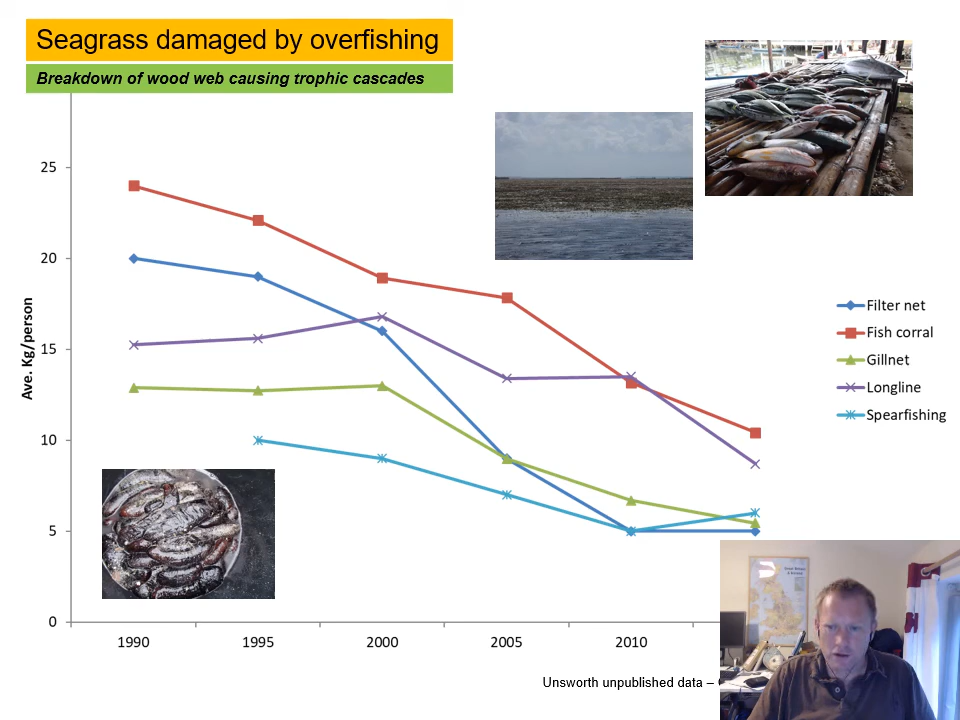 Seagrass damaged by overfishing
Breakdown of wood web causing trophic cascades
Ave. Kg/person
25
20
15
10
5
0
1990
1995
2000
2005
2010
Filter net
Fish corral
Gillnet
Longline
Spearfishing
Unsworth unpublished data –